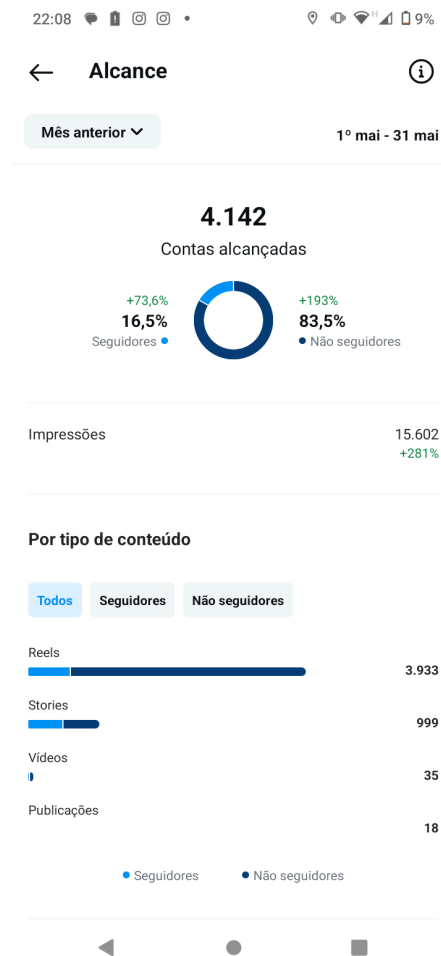 22:08
9%
Alcance
Mês anterior
1º mai - 31 mai
4.142
Contas alcançadas
+73,6%
16,5%
Seguidores
+193%
83,5%
Não seguidores
Impressões 15.602
+281%
Por tipo de conteúdo
Todos Seguidores Não seguidores
Reels
3.933
Stories
999
Vídeos
35
Publicações
18
Seguidores Não seguidores